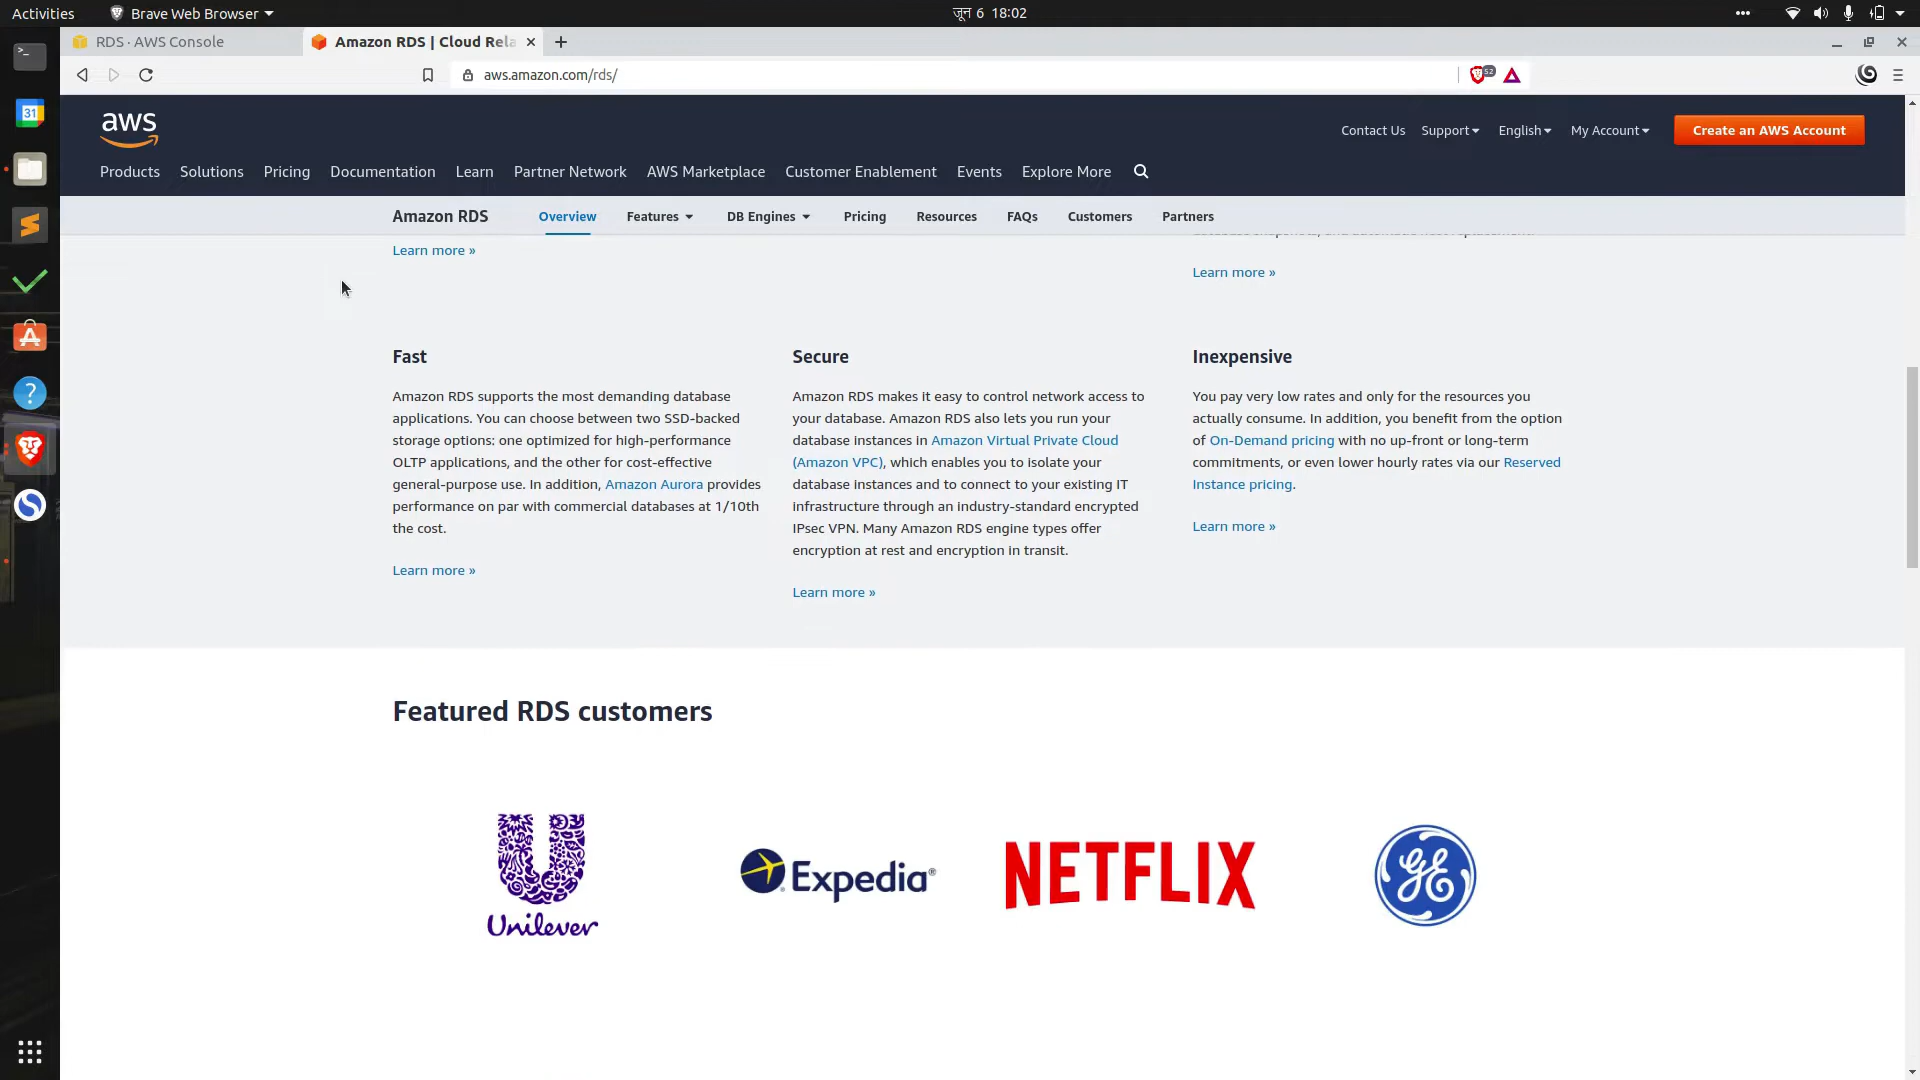 Activities
Brave Web Browser
जून 6 18:02
RDS · AWS Console
Amazon RDS | Cloud Rela
aws.amazon.com/rds/
52
aws
Contact Us
Support
English
My Account
Create an AWS Account
Products
Solutions
Pricing
Documentation
Learn
Partner Network
AWS Marketplace
Customer Enablement
Events
Explore More
Amazon RDS
Overview
Features
DB Engines
Pricing
Resources
FAQs
Customers
Partners
Learn more »
Learn more »
Fast
Amazon RDS supports the most demanding database
applications. You can choose between two SSD-backed
storage options: one optimized for high-performance
OLTP applications, and the other for cost-effective
general-purpose use. In addition, Amazon Aurora provides
performance on par with commercial databases at 1/10th
the cost.
Learn more »
Secure
Amazon RDS makes it easy to control network access to
your database. Amazon RDS also lets you run your
database instances in Amazon Virtual Private Cloud
(Amazon VPC), which enables you to isolate your
database instances and to connect to your existing IT
infrastructure through an industry-standard encrypted
IPsec VPN. Many Amazon RDS engine types offer
encryption at rest and encryption in transit.
Learn more »
Inexpensive
You pay very low rates and only for the resources you
actually consume. In addition, you benefit from the option
of On-Demand pricing with no up-front or long-term
commitments, or even lower hourly rates via our Reserved
Instance pricing.
Learn more »
Featured RDS customers
Unilever
Expedia®
NETFLIX
GE
31